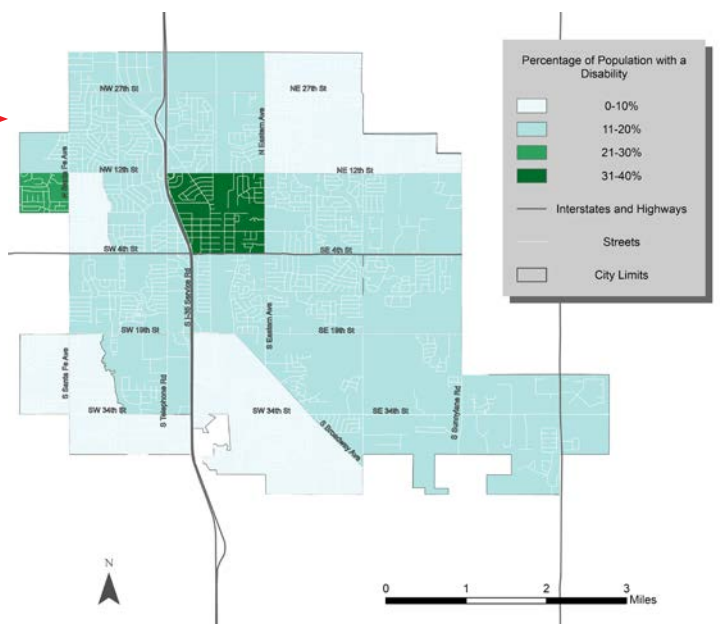 Percentage of Population with a
Disability
0-10%
11-20%
21-30%
31-40%
Interstates and Highways
Streets
City Limits
NW 27th St
NE 27th St
N Eastern Ave
NW 12th St
NE 12th St
SW 4th St
SE 4th St
S I-35 Service Rd
S Eastern Ave
SW 19th St
SE 19th St
S Santa Fe Ave
S Telephone Rd
SW 34th St
SW 34th St
SE 34th St
S Broadway Ave
S Sunnylane Rd
N
0 1 2 3
Miles